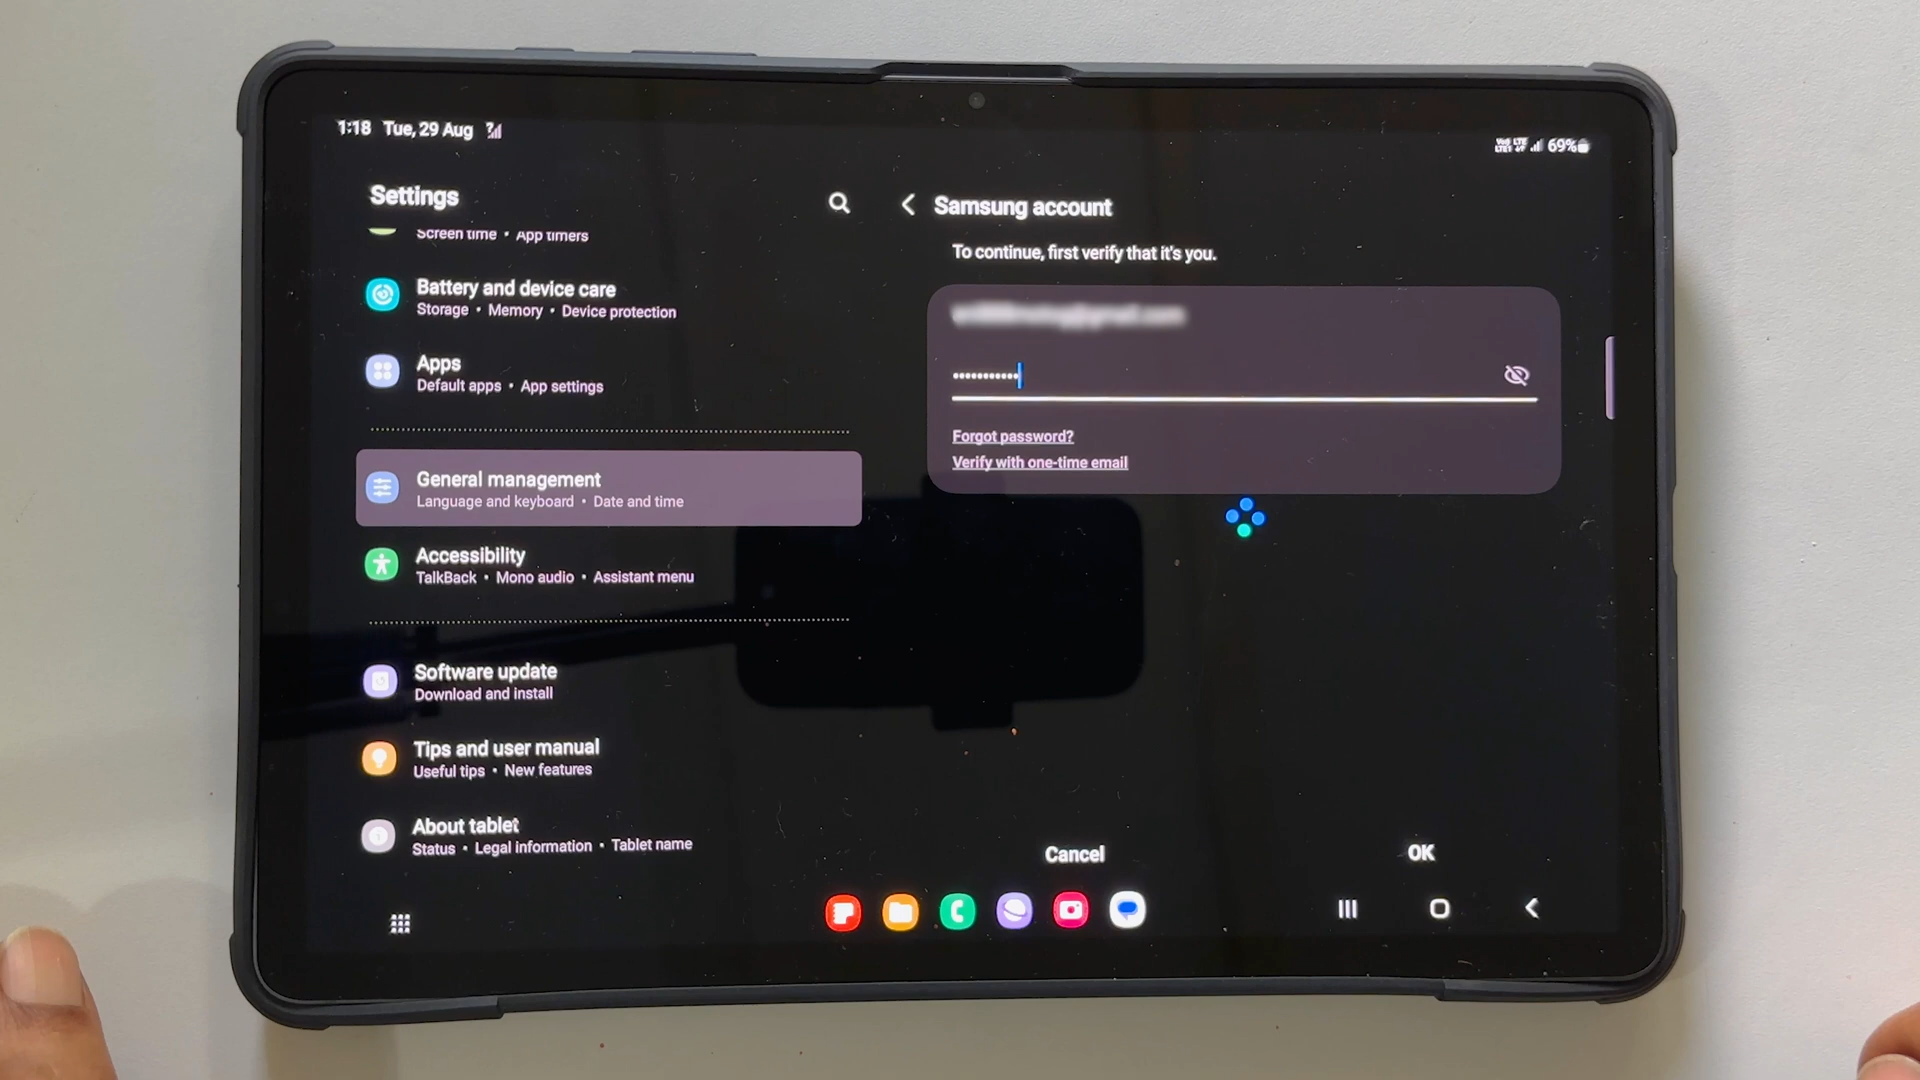 1:18 Tue, 29 Aug
69%
Settings
Screen time • App timers
Battery and device care
Storage • Memory • Device protection
Apps
Default apps • App settings
General management
Language and keyboard • Date and time
Accessibility
TalkBack • Mono audio • Assistant menu
Software update
Download and install
Tips and user manual
Useful tips • New features
About tablet
Status • Legal information • Tablet name
Samsung account
To continue, first verify that it's you.
Forgot password?
Verify with one-time email
Cancel
OK